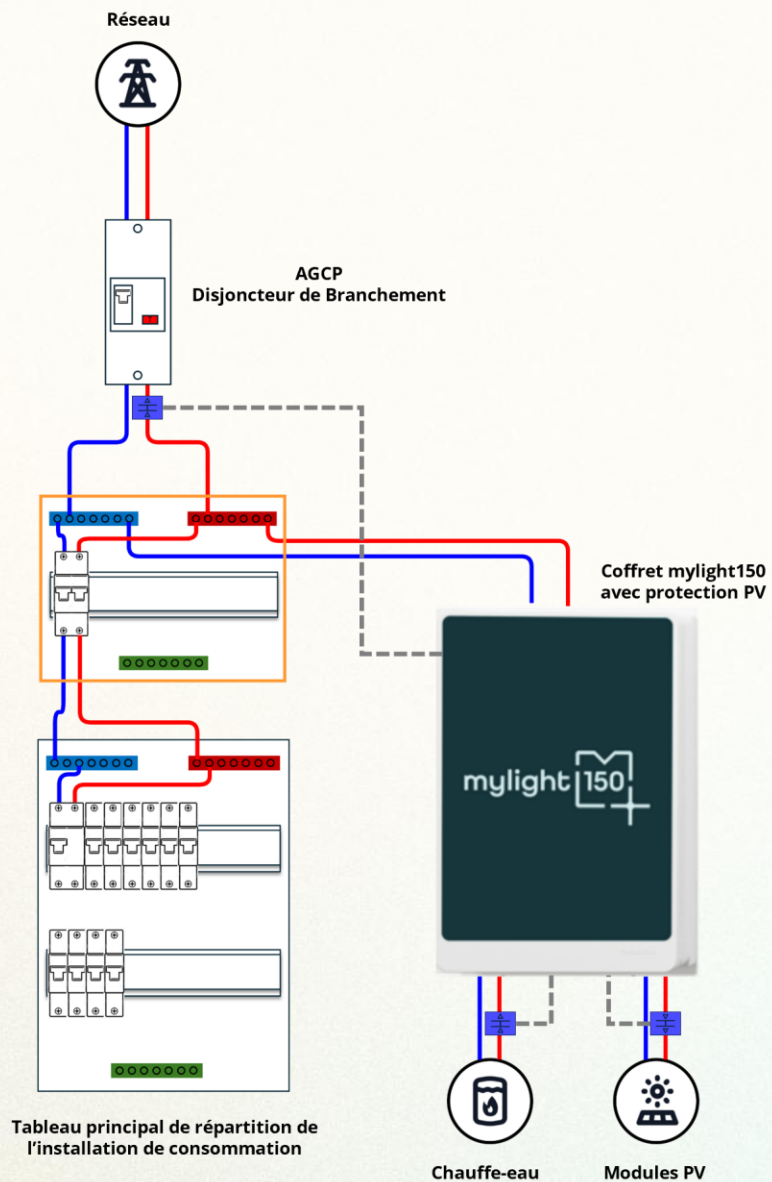 Réseau
AGCP
Disjoncteur de Branchement
Coffret mylight150
avec protection PV
mylight 150
Tableau principal de répartition de
l'installation de consommation
Chauffe-eau
Modules PV